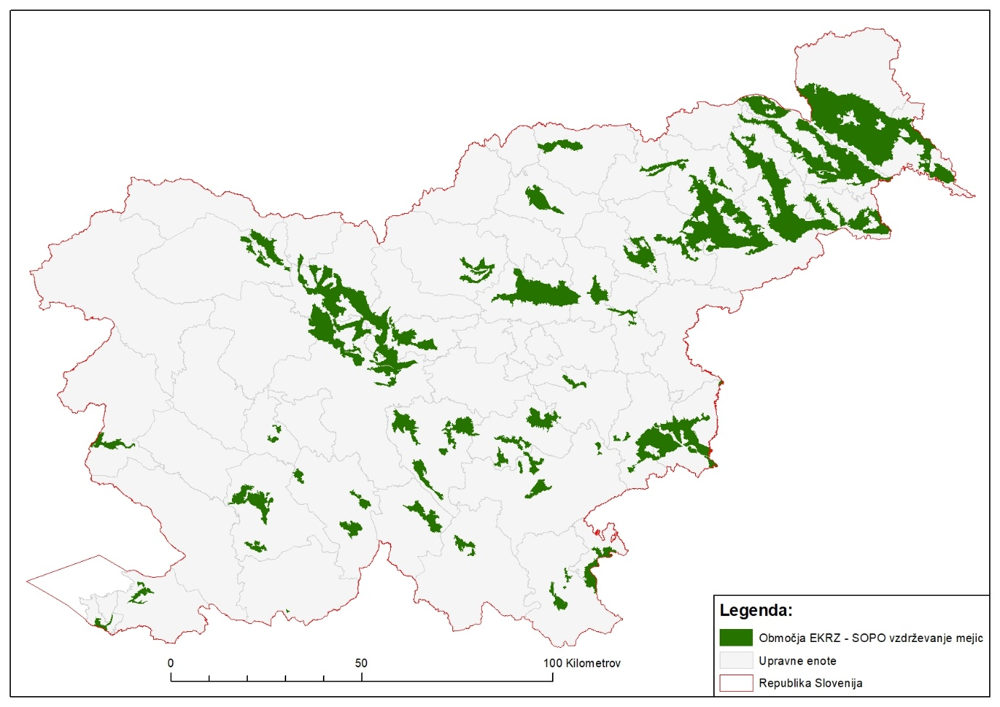 Legenda:
Območja EKRZ - SOPO vzdrževanje mejic
Upravne enote
Republika Slovenija
0 50 100 Kilometrov